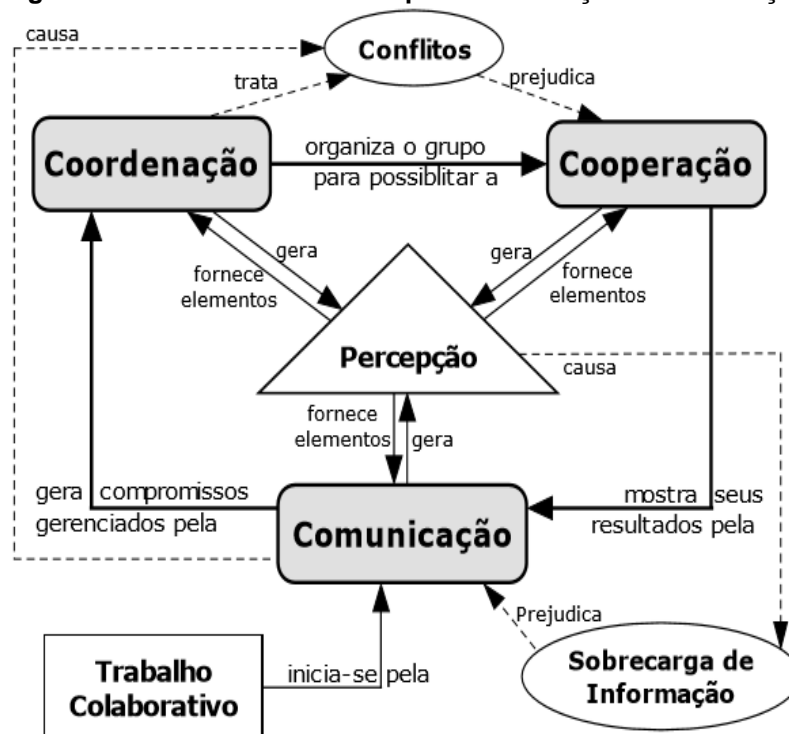 causa
Conflitos
trata
prejudica
Coordenação
organiza o grupo
para possiblitar a
Cooperação
gera
fornece
elementos
gera
fornece
elementos
Percepção
causa
fornece
elementos
gera
gera compromissos
gerenciados pela
mostra seus
resultados pela
Comunicação
Prejudica
Trabalho
Colaborativo
inicia-se pela
Sobrecarga de
Informação